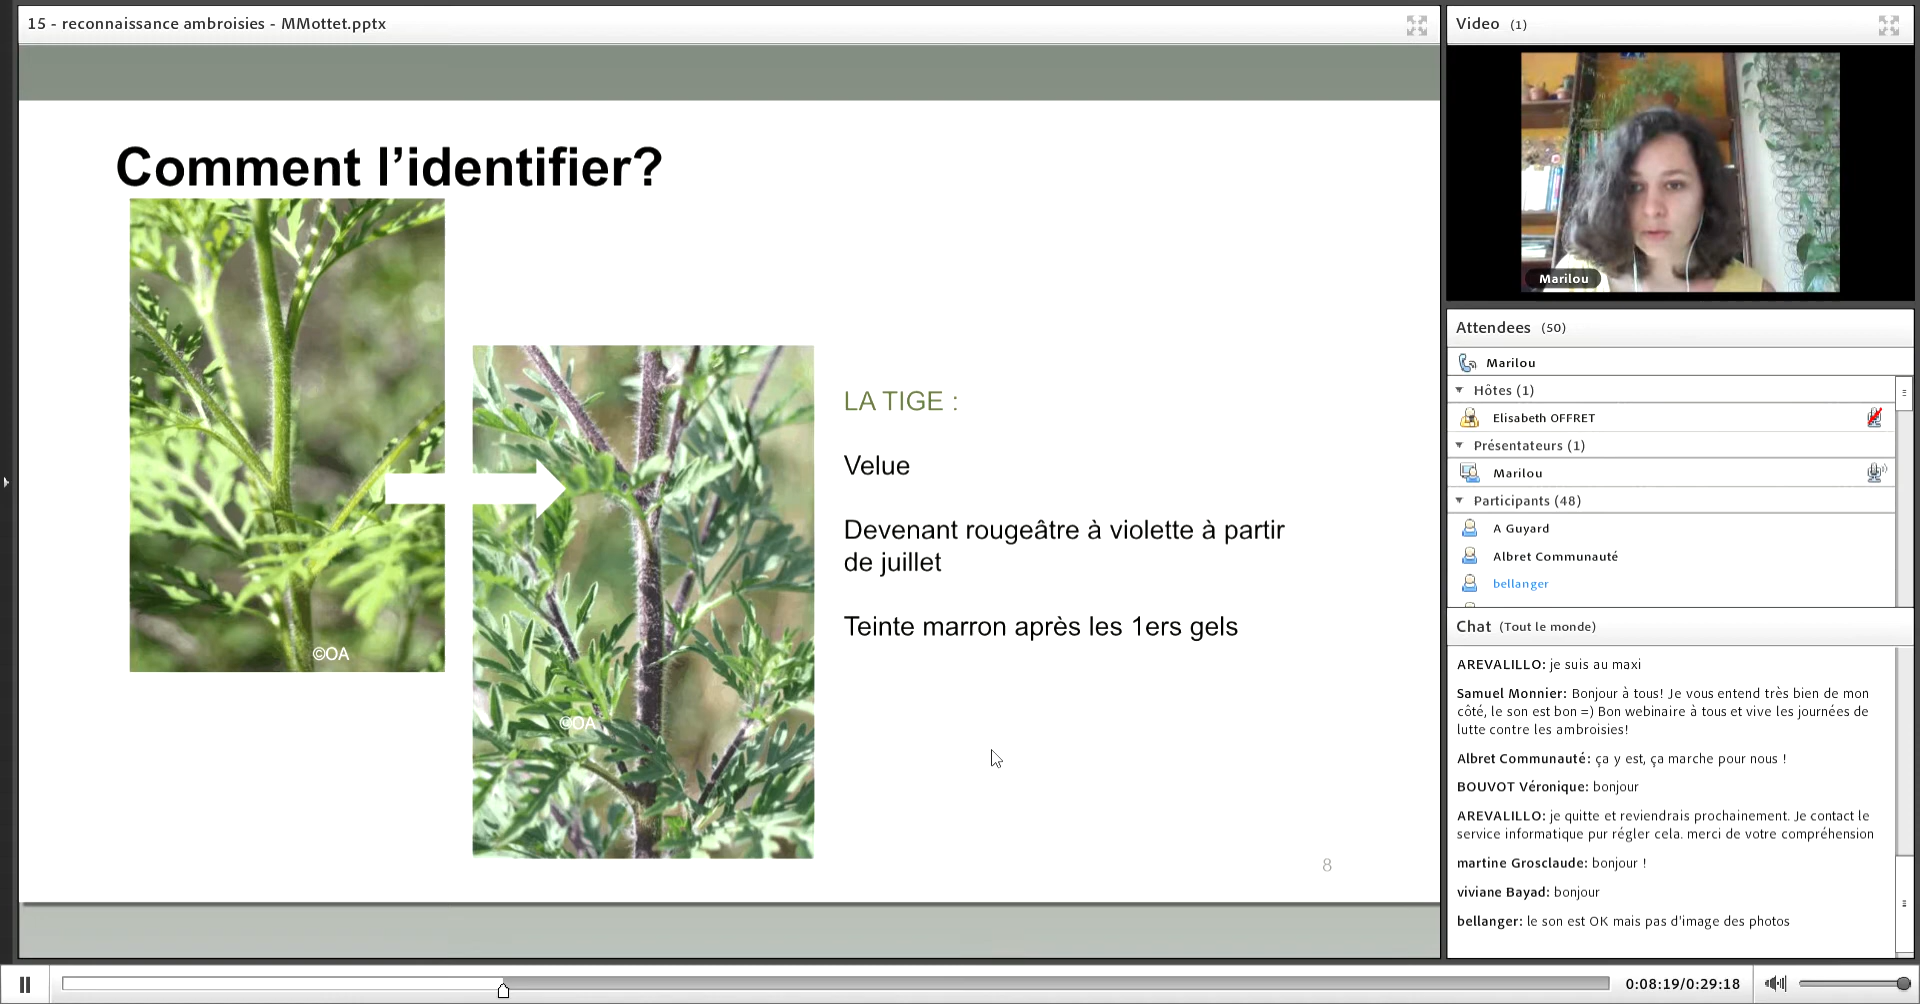 15 - reconnaissance ambroisies - MMottet.pptx
Comment l’identifier?
©OA
©OA
LA TIGE :
Velue
Devenant rougeâtre à violette à partir
de juillet
Teinte marron après les 1ers gels
8
Video (1)
Marilou
Attendees (50)
Marilou
Hôtes (1)
Elisabeth OFFRET
Présentateurs (1)
Marilou
Participants (48)
A Guyard
Albret Communauté
bellanger
Chat (Tout le monde)
AREVALILLO: je suis au maxi
Samuel Monnier: Bonjour à tous! Je vous entend très bien de mon
côté, le son est bon =) Bon webinaire à tous et vive les journées de
lutte contre les ambroisies!
Albret Communauté: ça y est, ça marche pour nous !
BOUVOT Véronique: bonjour
AREVALILLO: je quitte et reviendrais prochainement. Je contact le
service informatique pur régler cela. merci de votre compréhension
martine Grosclaude: bonjour !
viviane Bayad: bonjour
bellanger: le son est OK mais pas d'image des photos
0:08:19/0:29:18